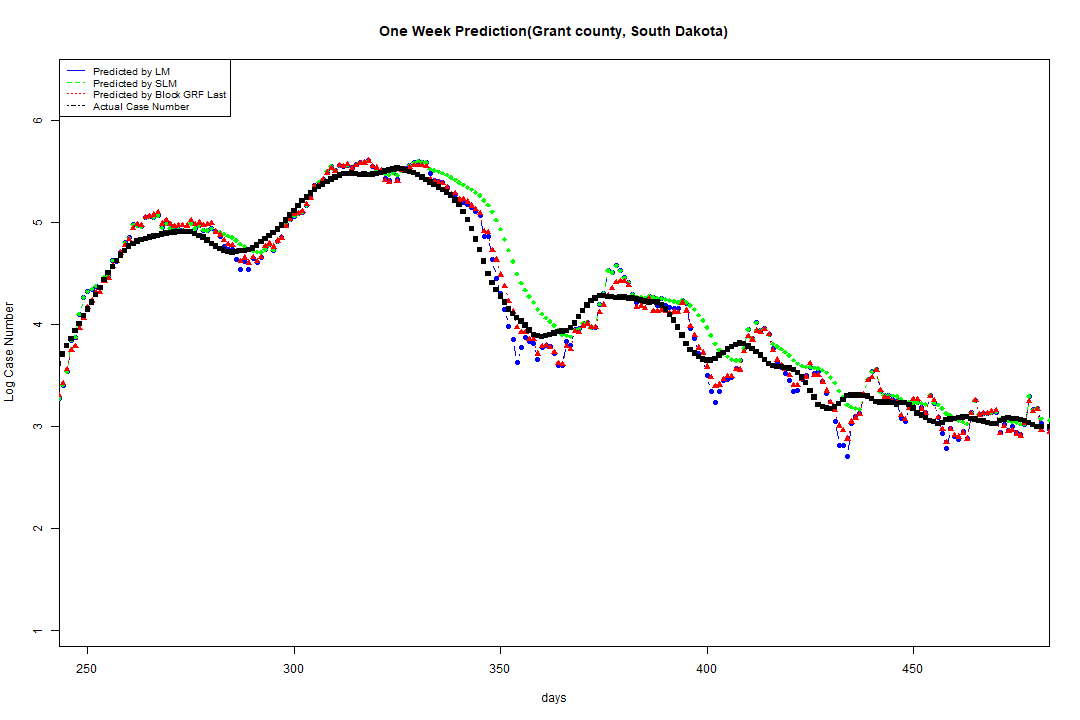 One Week Prediction(Grant county, South Dakota)
Predicted by LM
Predicted by SLM
Predicted by Block GRF Last
Actual Case Number
6
5
4
3
2
1
Log Case Number
250 300 350 400 450
days